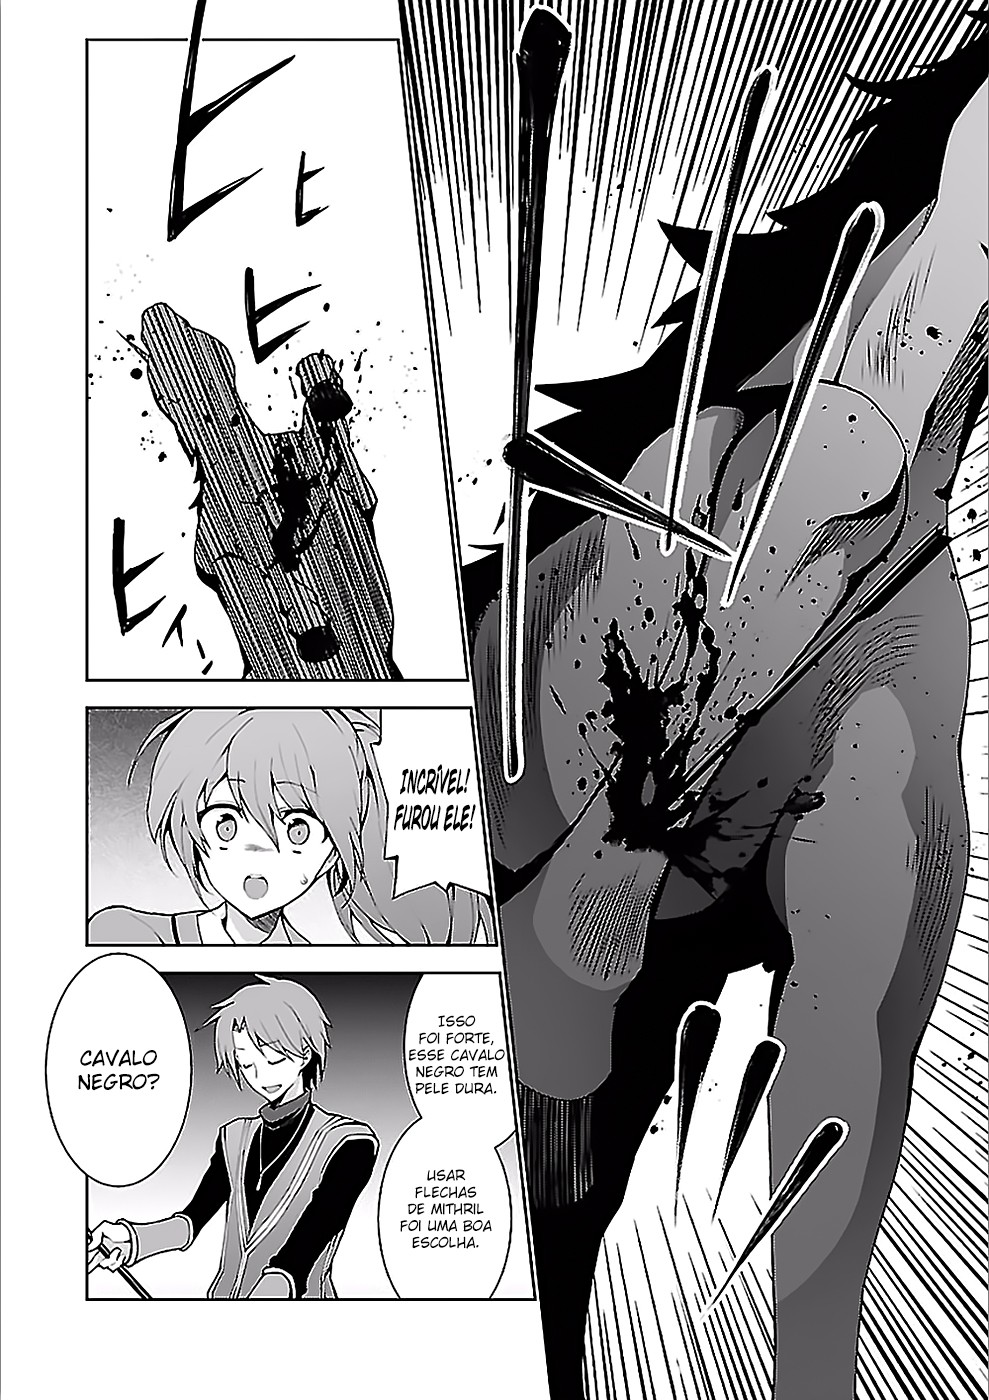 ヒ
ヒ
ヒ
ヒイ…
INCRÍVEL!
FUROU ELE!
ISSO
FOI FORTE,
ESSE CAVALO
NEGRO TEM
PELE DURA.
USAR
FLECHAS
DE MITHRIL
FOI UMA BOA
ESCOLHA.
CAVALO
NEGRO?